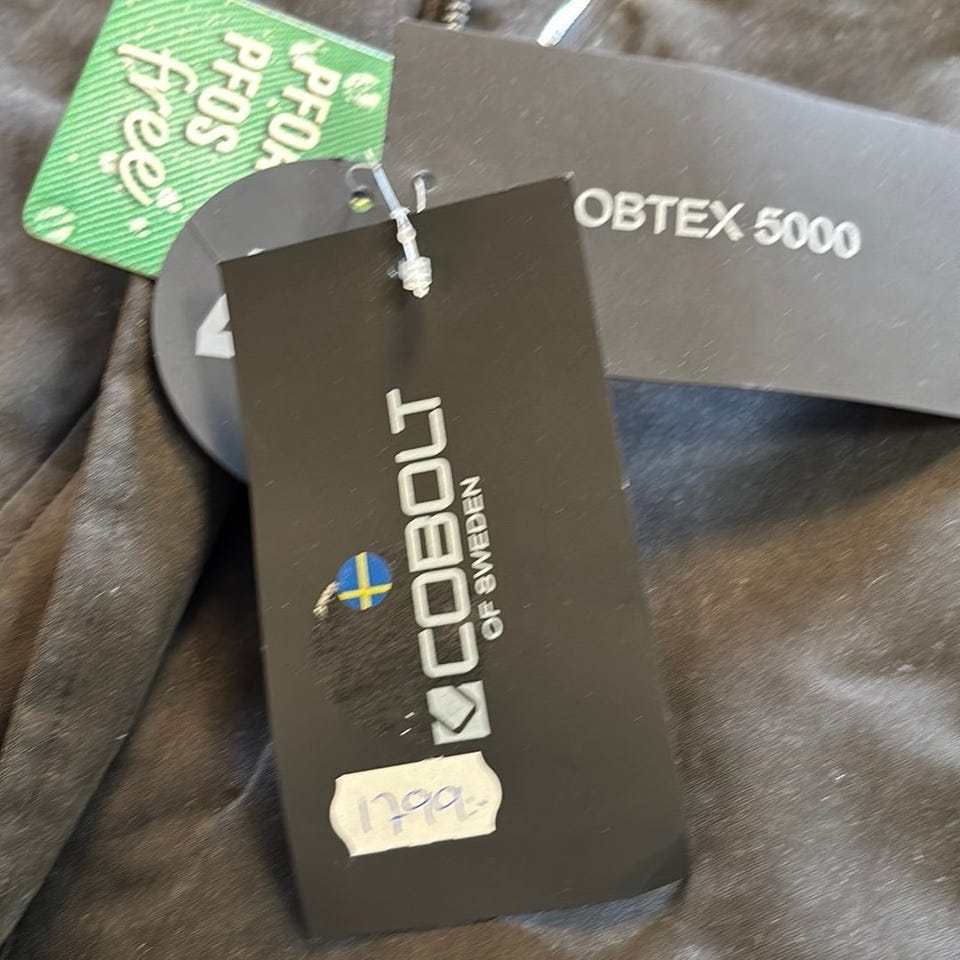 PFOA
PFOS
free
OBTEX 5000
COBOLT
OF SWEDEN
1799:-